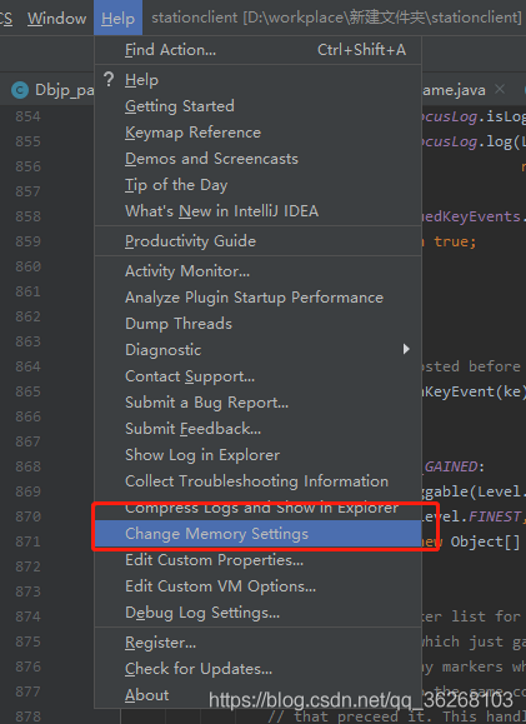 CS Window Help stationclient [D:\workplace\新建文件夹\stationclient]
Find Action... Ctrl+Shift+A
? Help
C Dbjp_pa ame.java ×
Getting Started
854 ocusLog.isLog
Keymap Reference
855 ocusLog.log(L
Demos and Screencasts
856
Tip of the Day
857
What's New in IntelliJ IDEA
858 nedKeyEvents.
Productivity Guide
859 true;
860
Activity Monitor...
861
Analyze Plugin Startup Performance
862
Dump Threads
863
Diagnostic
864 osted before
Contact Support...
865 KeyEvent(ke)
Submit a Bug Report...
866
Submit Feedback...
867
Show Log in Explorer
868 _GAINED:
Collect Troubleshooting Information
869 ggable(Level.
Compress Logs and Show in Explorer
870 evel.FINEST,
Change Memory Settings
871 new Object[]
Edit Custom Properties...
872
Edit Custom VM Options...
873
Debug Log Settings...
874 ter list for
875 which just ga
Register...
876 ny markers wh
Check for Updates...
877 the same co
About
https://blog.csdn.net/qq_36268103
878 // that preceed it. This handl